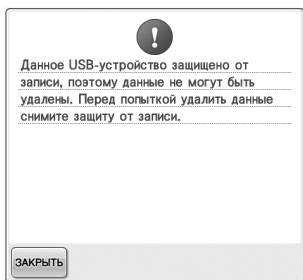 Данное USB-устройство защищено от
записи, поэтому данные не могут быть
удалены. Перед попыткой удалить данные
снимите защиту от записи.
ЗАКРЫТЬ